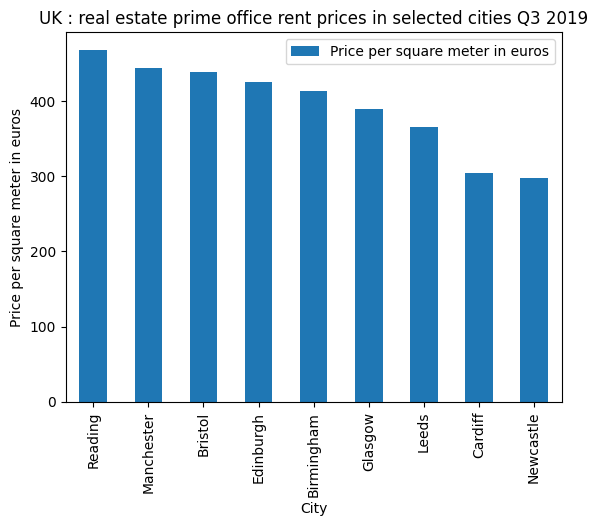 UK : real estate prime office rent prices in selected cities Q3 2019
Price per square meter in euros
Price per square meter in euros
400
300
200
100
0
Reading
Manchester
Bristol
Edinburgh
Birmingham
Glasgow
Leeds
Cardiff
Newcastle
City